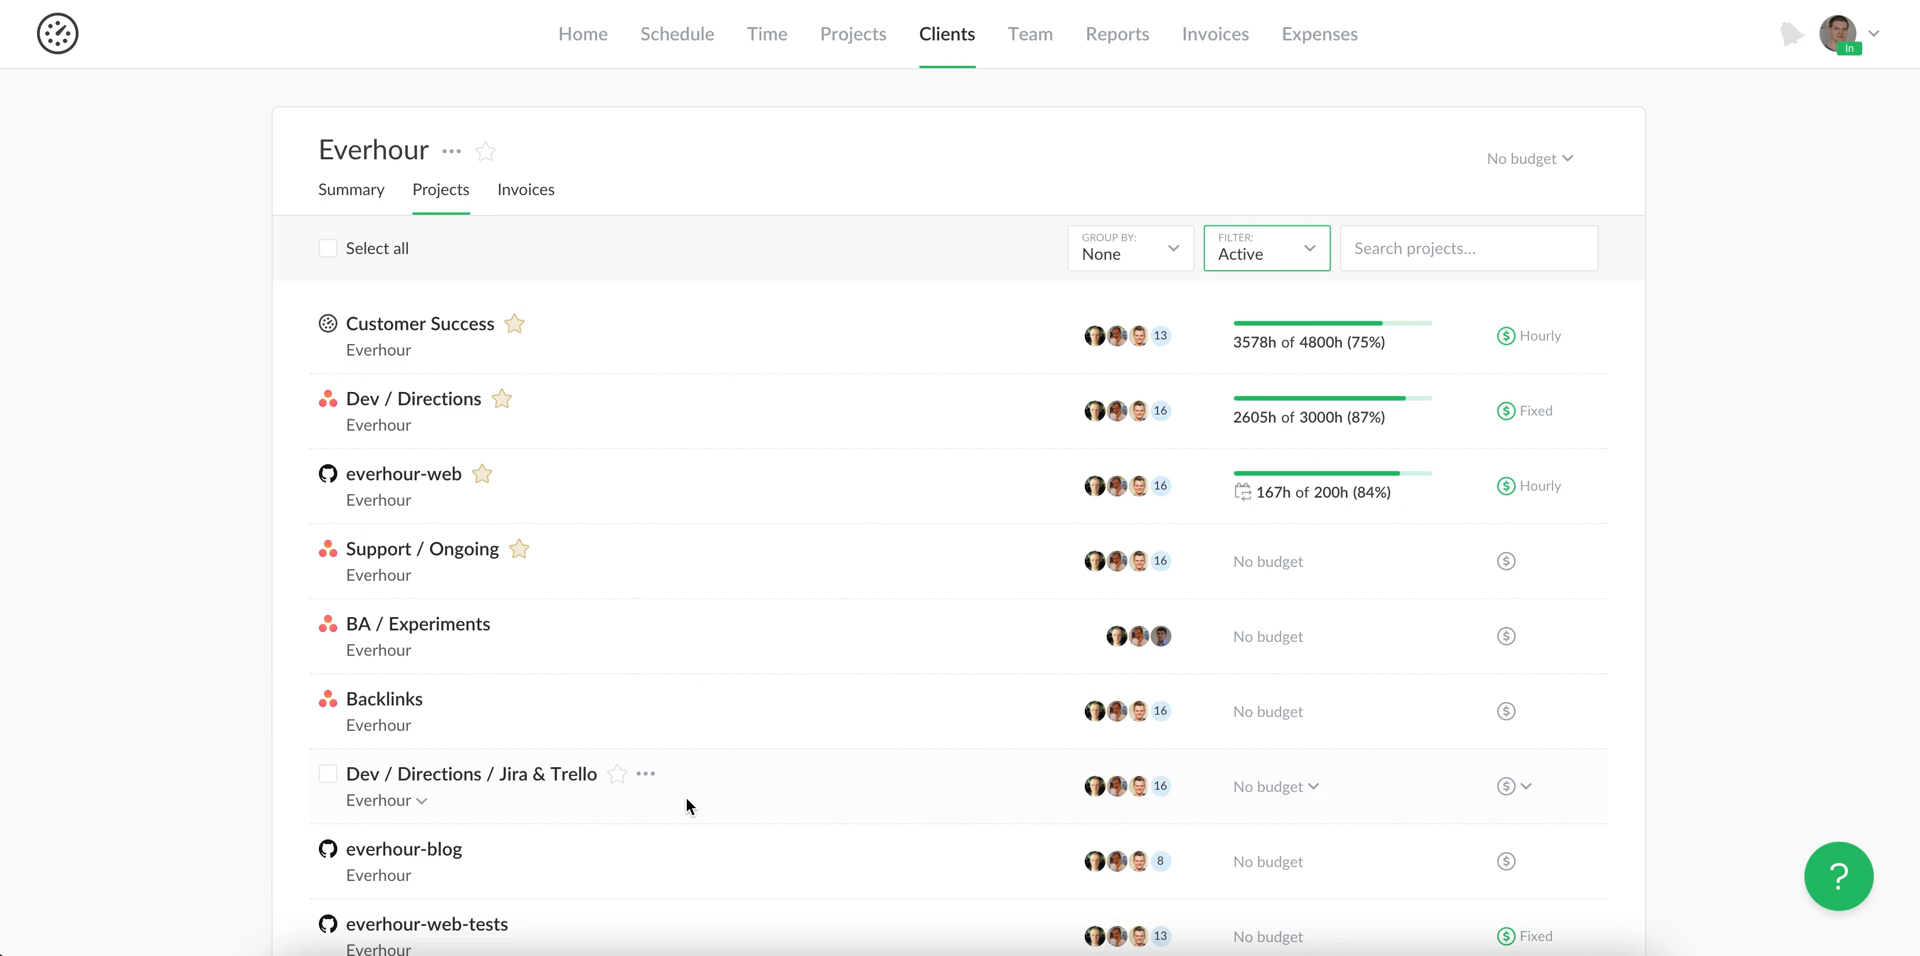 Home Schedule Time Projects Clients Team Reports Invoices Expenses
In
Everhour
No budget
Summary Projects Invoices
Select all
GROUP BY:
None
FILTER:
Active
Search projects...
Customer Success
Everhour
13
3578h of 4800h (75%)
Hourly
Dev / Directions
Everhour
16
2605h of 3000h (87%)
Fixed
everhour-web
Everhour
16
167h of 200h (84%)
Hourly
Support / Ongoing
Everhour
16
No budget
BA / Experiments
Everhour
No budget
Backlinks
Everhour
16
No budget
Dev / Directions / Jira & Trello
Everhour
16
No budget
everhour-blog
Everhour
8
No budget
everhour-web-tests
Everhour
13
No budget
Fixed
?